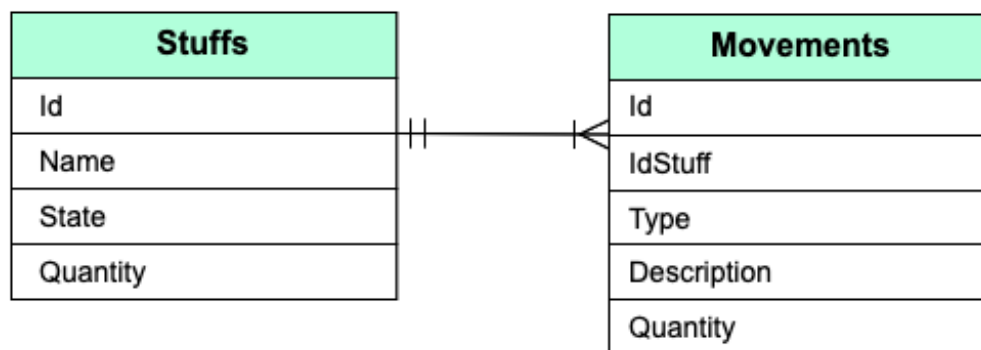 Stuffs
Id
Name
State
Quantity
Movements
Id
IdStuff
Type
Description
Quantity